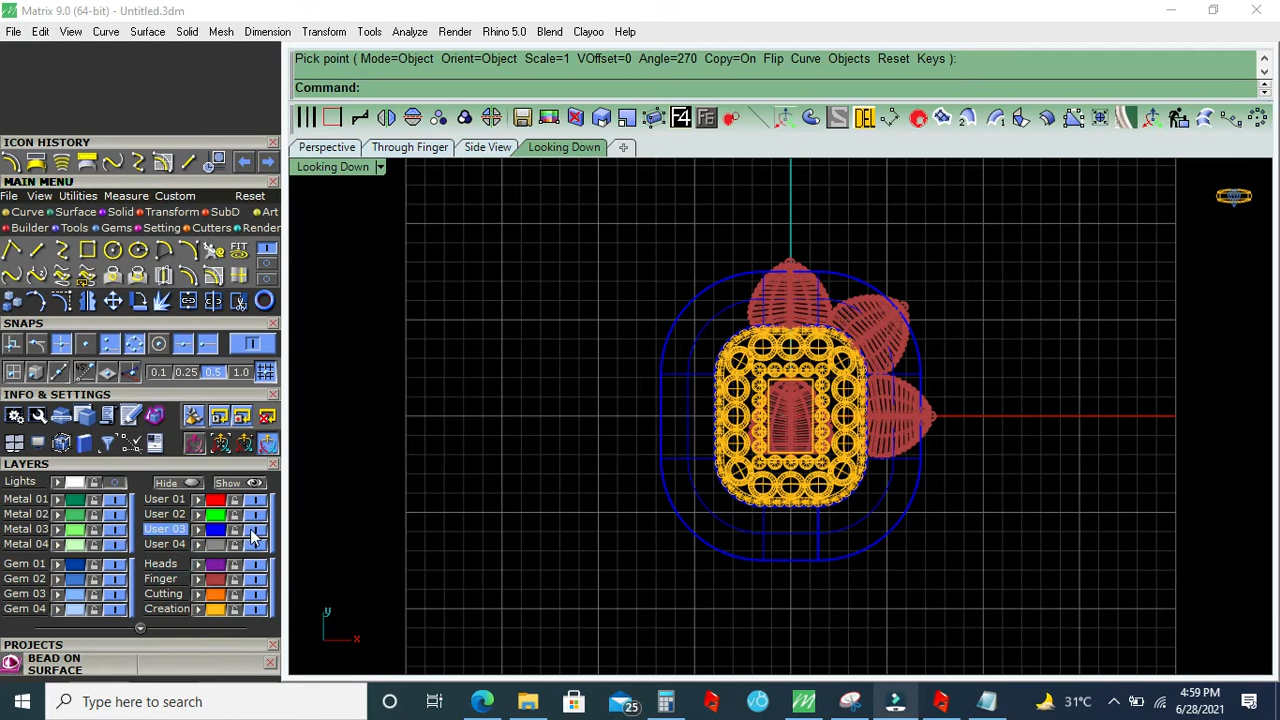 Matrix 9.0 (64-bit) - Untitled.3dm
File Edit View Curve Surface Solid Mesh Dimension Transform Tools Analyze Render Rhino 5.0 Blend Clayoo Help
Pick point ( Mode=Object Orient=Object Scale=1 VOffset=0 Angle=270 Copy=On Flip Curve Objects Reset Keys ):
Command:
F4 DEL
ICON HISTORY
Perspective Through Finger Side View Looking Down
Looking Down
MAIN MENU
File View Utilities Measure Custom Reset
Curve Surface Solid Transform SubD Art
Builder Tools Gems Setting Cutters Render
FIT
SNAPS
0.1 0.25 0.5 1.0
INFO & SETTINGS
LAYERS
Lights Hide Show
Metal 01 User 01
Metal 02 User 02
Metal 03 User 03
Metal 04 User 04
Gem 01 Heads
Gem 02 Finger
Gem 03 Cutting
Gem 04 Creation
y
x
PROJECTS
BEAD ON
SURFACE
Type here to search
25
31°C
4:59 PM
6/28/2021